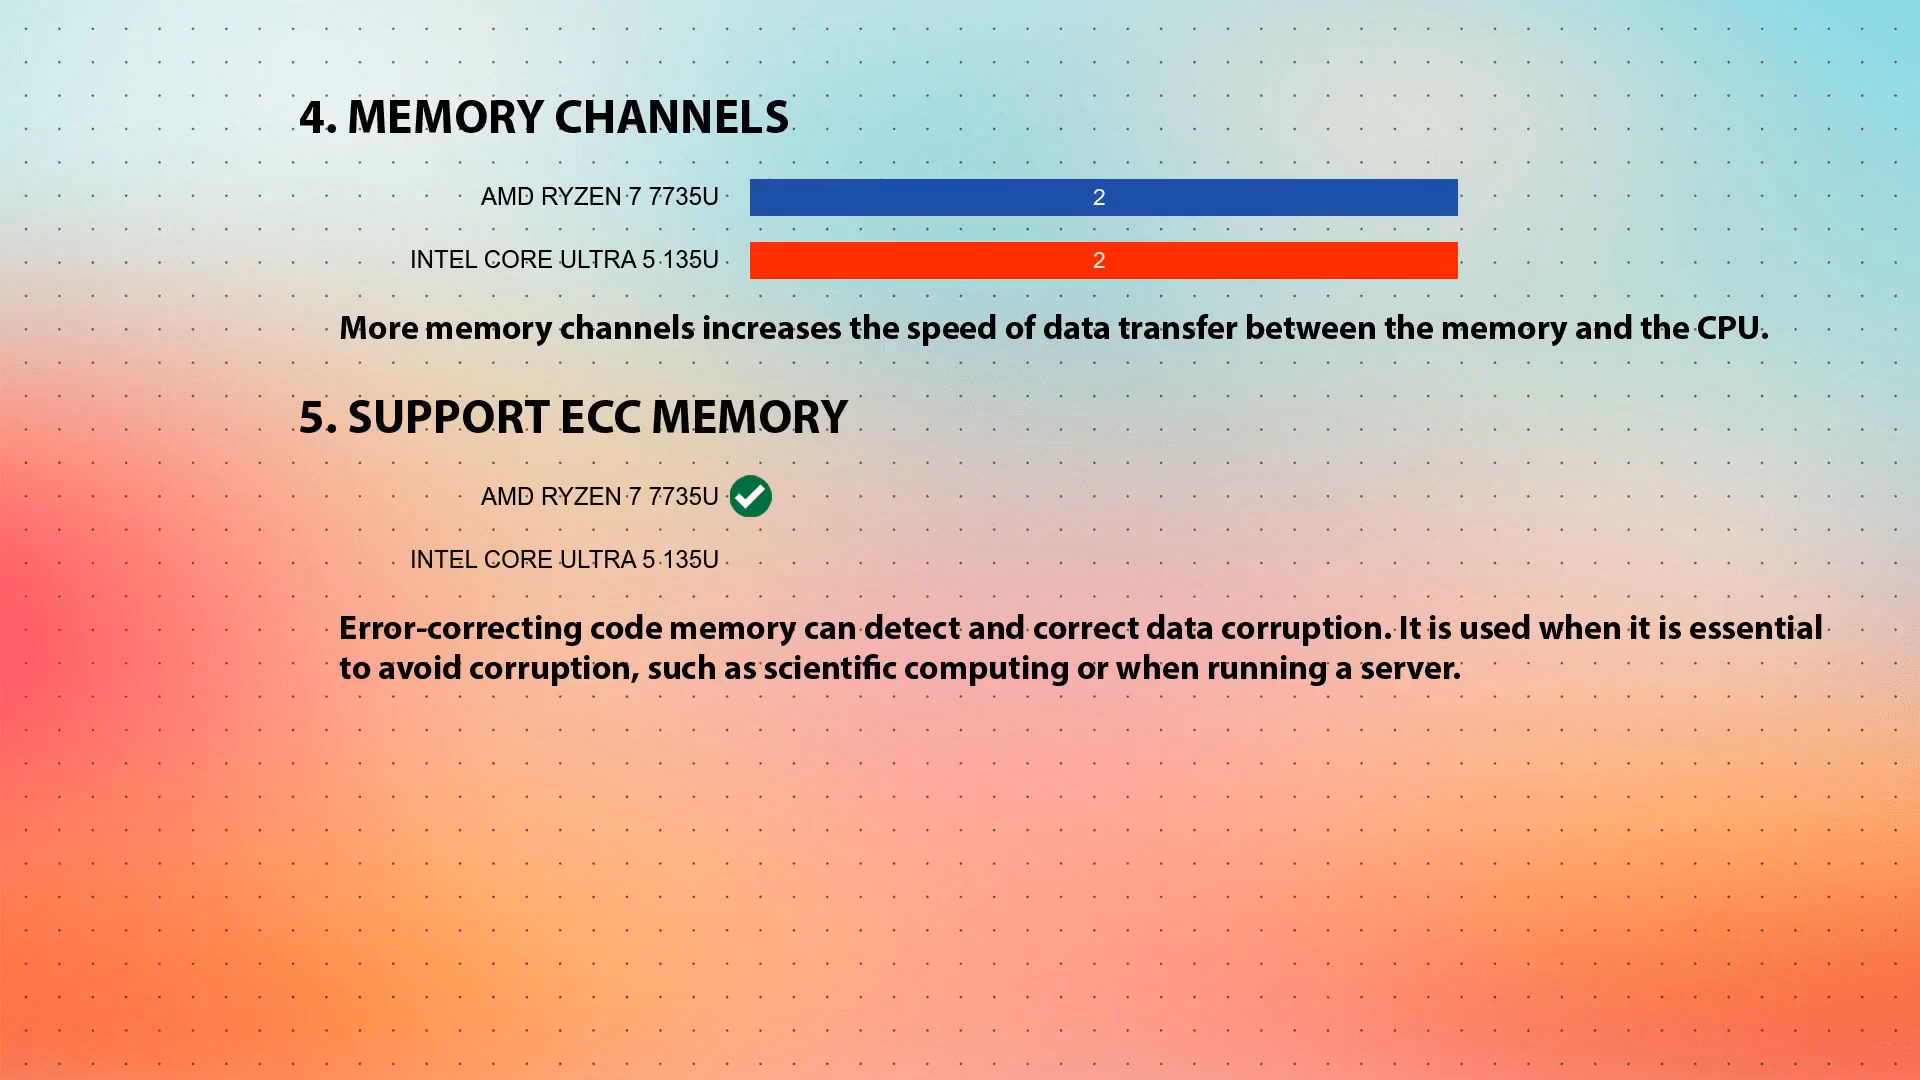 4. MEMORY CHANNELS
AMD RYZEN 7 7735U
2
INTEL CORE ULTRA 5 135U
2
More memory channels increases the speed of data transfer between the memory and the CPU.
5. SUPPORT ECC MEMORY
AMD RYZEN 7 7735U
INTEL CORE ULTRA 5 135U
Error-correcting code memory can detect and correct data corruption. It is used when it is essential
to avoid corruption, such as scientific computing or when running a server.